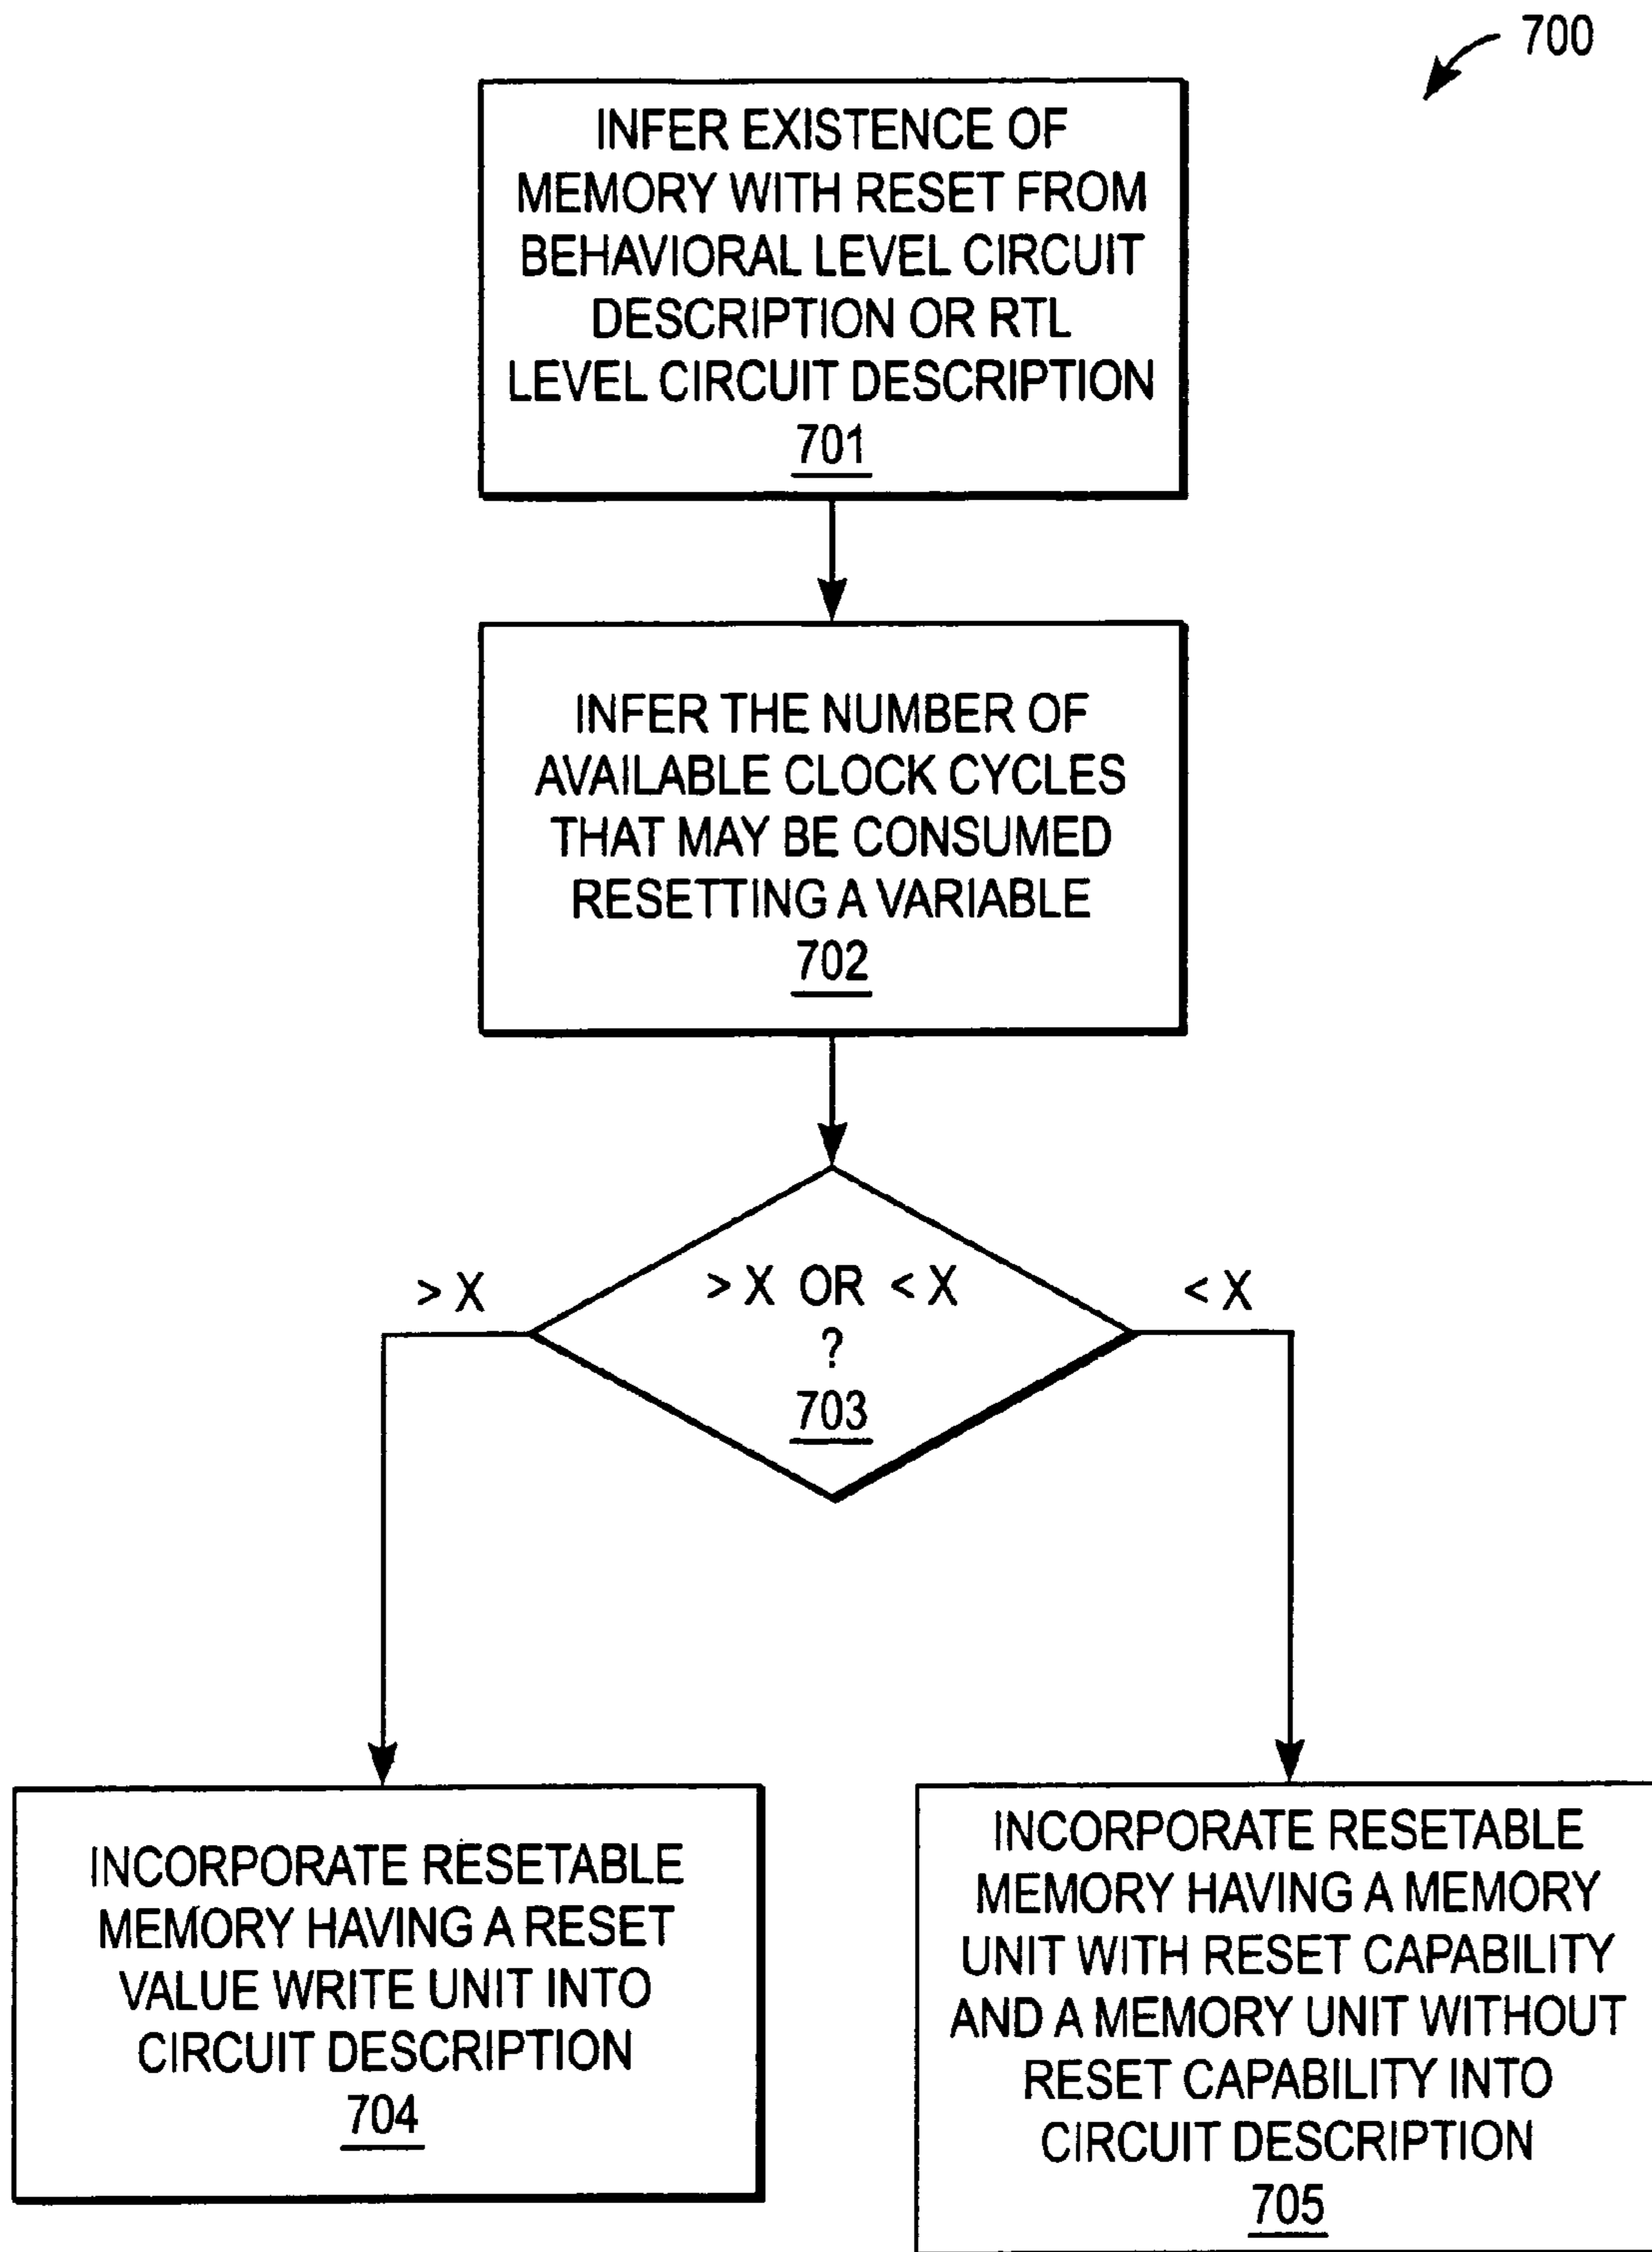 700
INFER EXISTENCE OF
MEMORY WITH RESET FROM
BEHAVIORAL LEVEL CIRCUIT
DESCRIPTION OR RTL
LEVEL CIRCUIT DESCRIPTION
701
INFER THE NUMBER OF
AVAILABLE CLOCK CYCLES
THAT MAY BE CONSUMED
RESETTING A VARIABLE
702
> X
> X OR < X
?
703
< X
INCORPORATE RESETABLE
MEMORY HAVING A RESET
VALUE WRITE UNIT INTO
CIRCUIT DESCRIPTION
704
INCORPORATE RESETABLE
MEMORY HAVING A MEMORY
UNIT WITH RESET CAPABILITY
AND A MEMORY UNIT WITHOUT
RESET CAPABILITY INTO
CIRCUIT DESCRIPTION
705